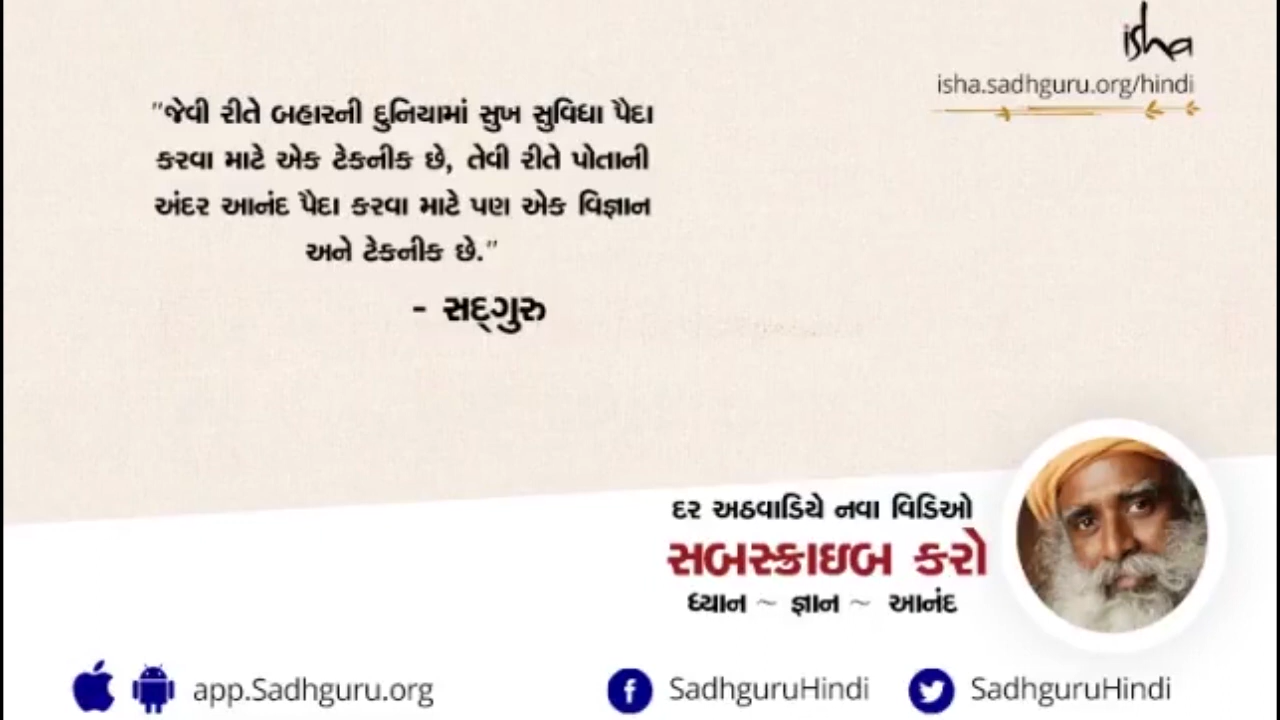 isha
isha.sadhguru.org/hindi
"જેવી રીતે બહારની દુનિયામાં સુખ સુવિધા પૈદા
કરવા માટે એક ટેકનીક છે, તેવી રીતે પોતાની
અંદર આનંદ પૈદા કરવા માટે પણ એક વિજ્ઞાન
અને ટેકનીક છે."
- સદ્‌ગુરુ
દર અઠવાડિયે નવા વિડિઓ
સબસ્ક્રાઇબ કરો
ધ્યાન ~ જ્ઞાન ~ આનંદ
app.Sadhguru.org
SadhguruHindi
SadhguruHindi